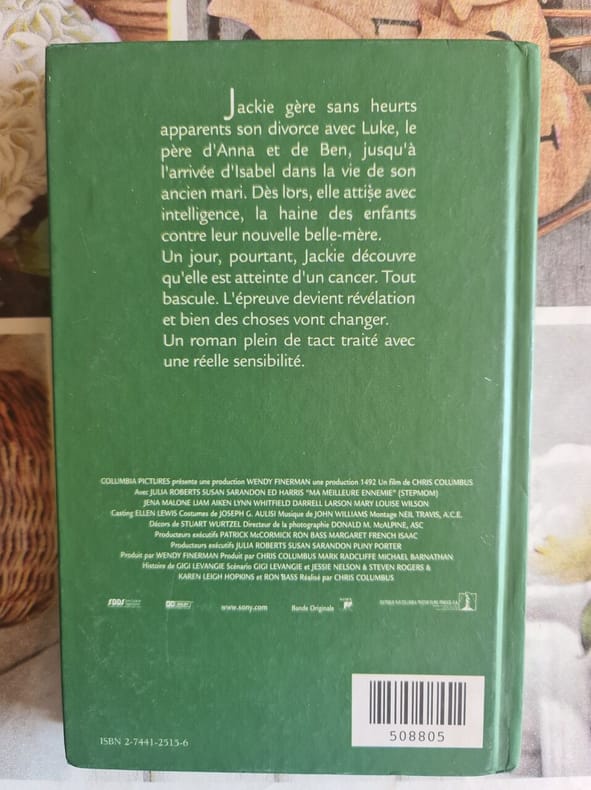 Jackie gère sans heurts
apparents son divorce avec Luke, le
père d'Anna et de Ben, jusqu'à
l'arrivée d'Isabel dans la vie de son
ancien mari. Dès lors, elle attise avec
intelligence, la haine des enfants
contre leur nouvelle belle-mère.
Un jour, pourtant, Jackie découvre
qu'elle est atteinte d'un cancer. Tout
bascule. L'épreuve devient révélation
et bien des choses vont changer.
Un roman plein de tact traité avec
une réelle sensibilité.
COLUMBIA PICTURES présente une production WENDY FINERMAN une production 1492 Un film de CHRIS COLUMBUS
Avec JULIA ROBERTS SUSAN SARANDON ED HARRIS "MA MEILLEURE ENNEMIE" (STEPMOM)
JENA MALONE LIAM AIKEN LYNN WHITFIELD DARRELL LARSON MARY LOUISE WILSON
Casting ELLEN LEWIS Costumes de JOSEPH G. AULISI Musique de JOHN WILLIAMS Montage NEIL TRAVIS, A.C.E.
Décors de STUART WURTZEL Directeur de la photographie DONALD M. McALPINE, ASC
Producteurs exécutifs PATRICK McCORMICK RON BASS MARGARET FRENCH ISAAC
Producteurs exécutifs JULIA ROBERTS SUSAN SARANDON PLINY PORTER
Produit par WENDY FINERMAN Produit par CHRIS COLUMBUS MARK RADCLIFFE MICHAEL BARNATHAN
Histoire de GIGI LEVANGIE Scénario GIGI LEVANGIE et JESSIE NELSON & STEVEN ROGERS &
KAREN LEIGH HOPKINS et RON BASS Réalisé par CHRIS COLUMBUS
SDDS www.sony.com Bande Originale
508805
ISBN 2-7441-2515-6